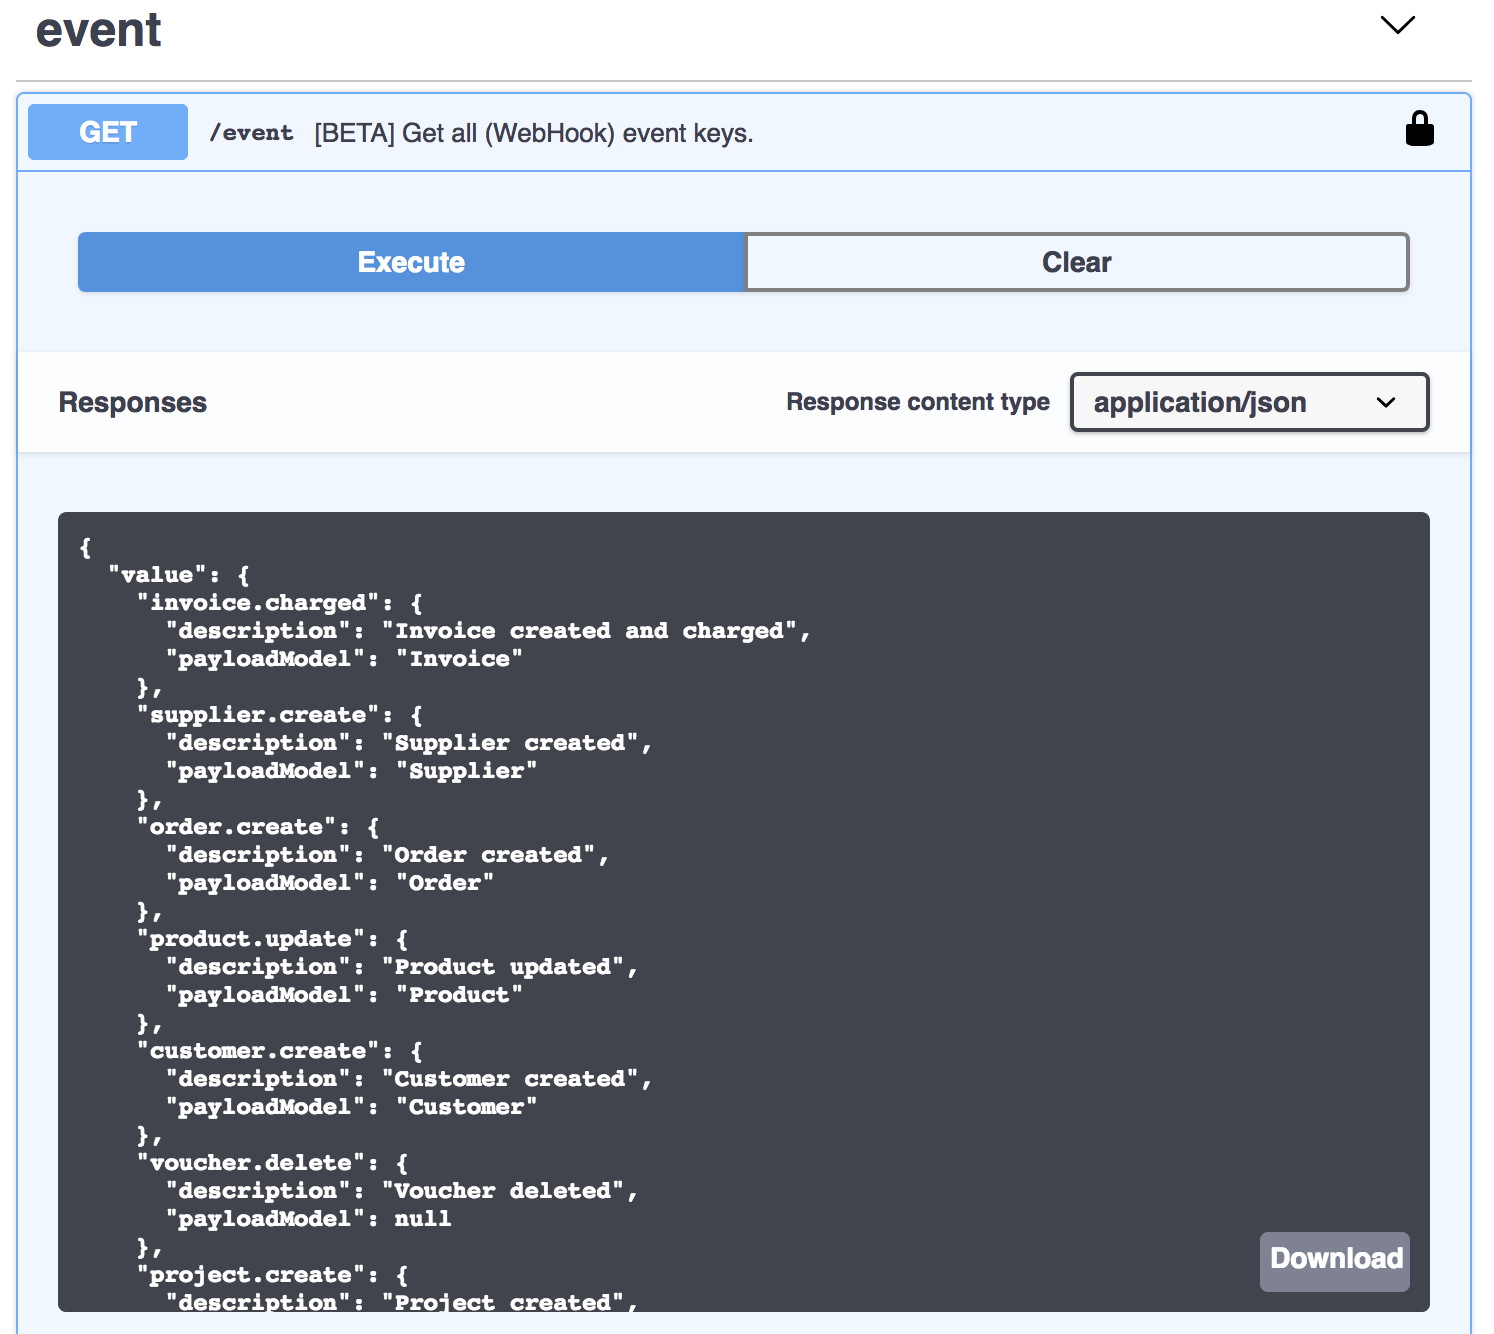 event
GET /event [BETA] Get all (WebHook) event keys.
Execute Clear
Responses Response content type application/json
{
  "value": {
    "invoice.charged": {
      "description": "Invoice created and charged",
      "payloadModel": "Invoice"
    },
    "supplier.create": {
      "description": "Supplier created",
      "payloadModel": "Supplier"
    },
    "order.create": {
      "description": "Order created",
      "payloadModel": "Order"
    },
    "product.update": {
      "description": "Product updated",
      "payloadModel": "Product"
    },
    "customer.create": {
      "description": "Customer created",
      "payloadModel": "Customer"
    },
    "voucher.delete": {
      "description": "Voucher deleted",
      "payloadModel": null
    },
    "project.create": {
      "description": "Project created",
Download